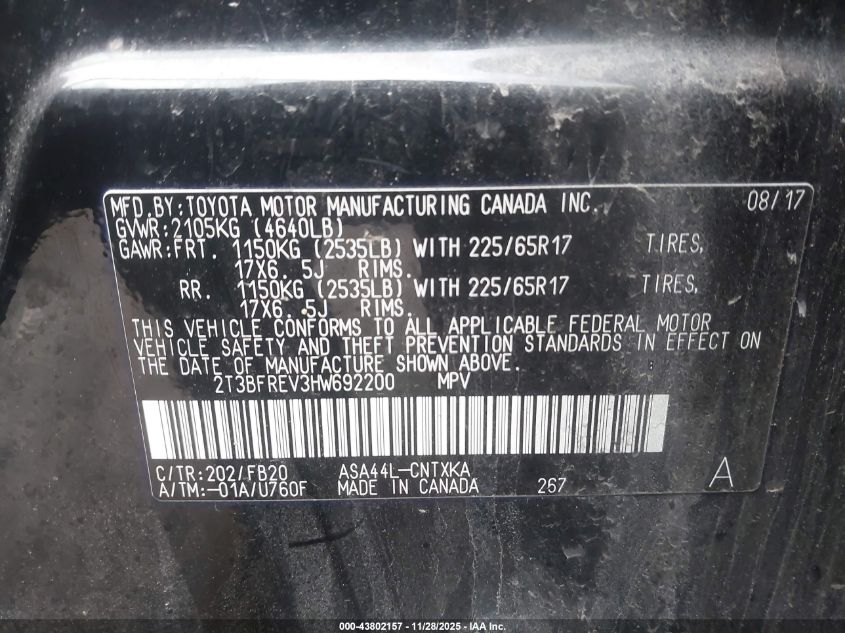 MFD.BY:TOYOTA MOTOR MANUFACTURING CANADA INC. 08/17
GVWR:2105KG (4640LB)
GAWR:FRT. 1150KG (2535LB) WITH 225/65R17 TIRES,
17X6. 5J RIMS.
RR. 1150KG (2535LB) WITH 225/65R17 TIRES,
17X6. 5J RIMS.
THIS VEHICLE CONFORMS TO ALL APPLICABLE FEDERAL MOTOR
VEHICLE SAFETY AND THEFT PREVENTION STANDARDS IN EFFECT ON
THE DATE OF MANUFACTURE SHOWN ABOVE.
2T3BFREV3HW692200 MPV
C/TR:202/FB20 ASA44L-CNTXKA
A/TM:-01A/U760F MADE IN CANADA 267 A
000-43802157 - 11/28/2025 - IAA Inc.